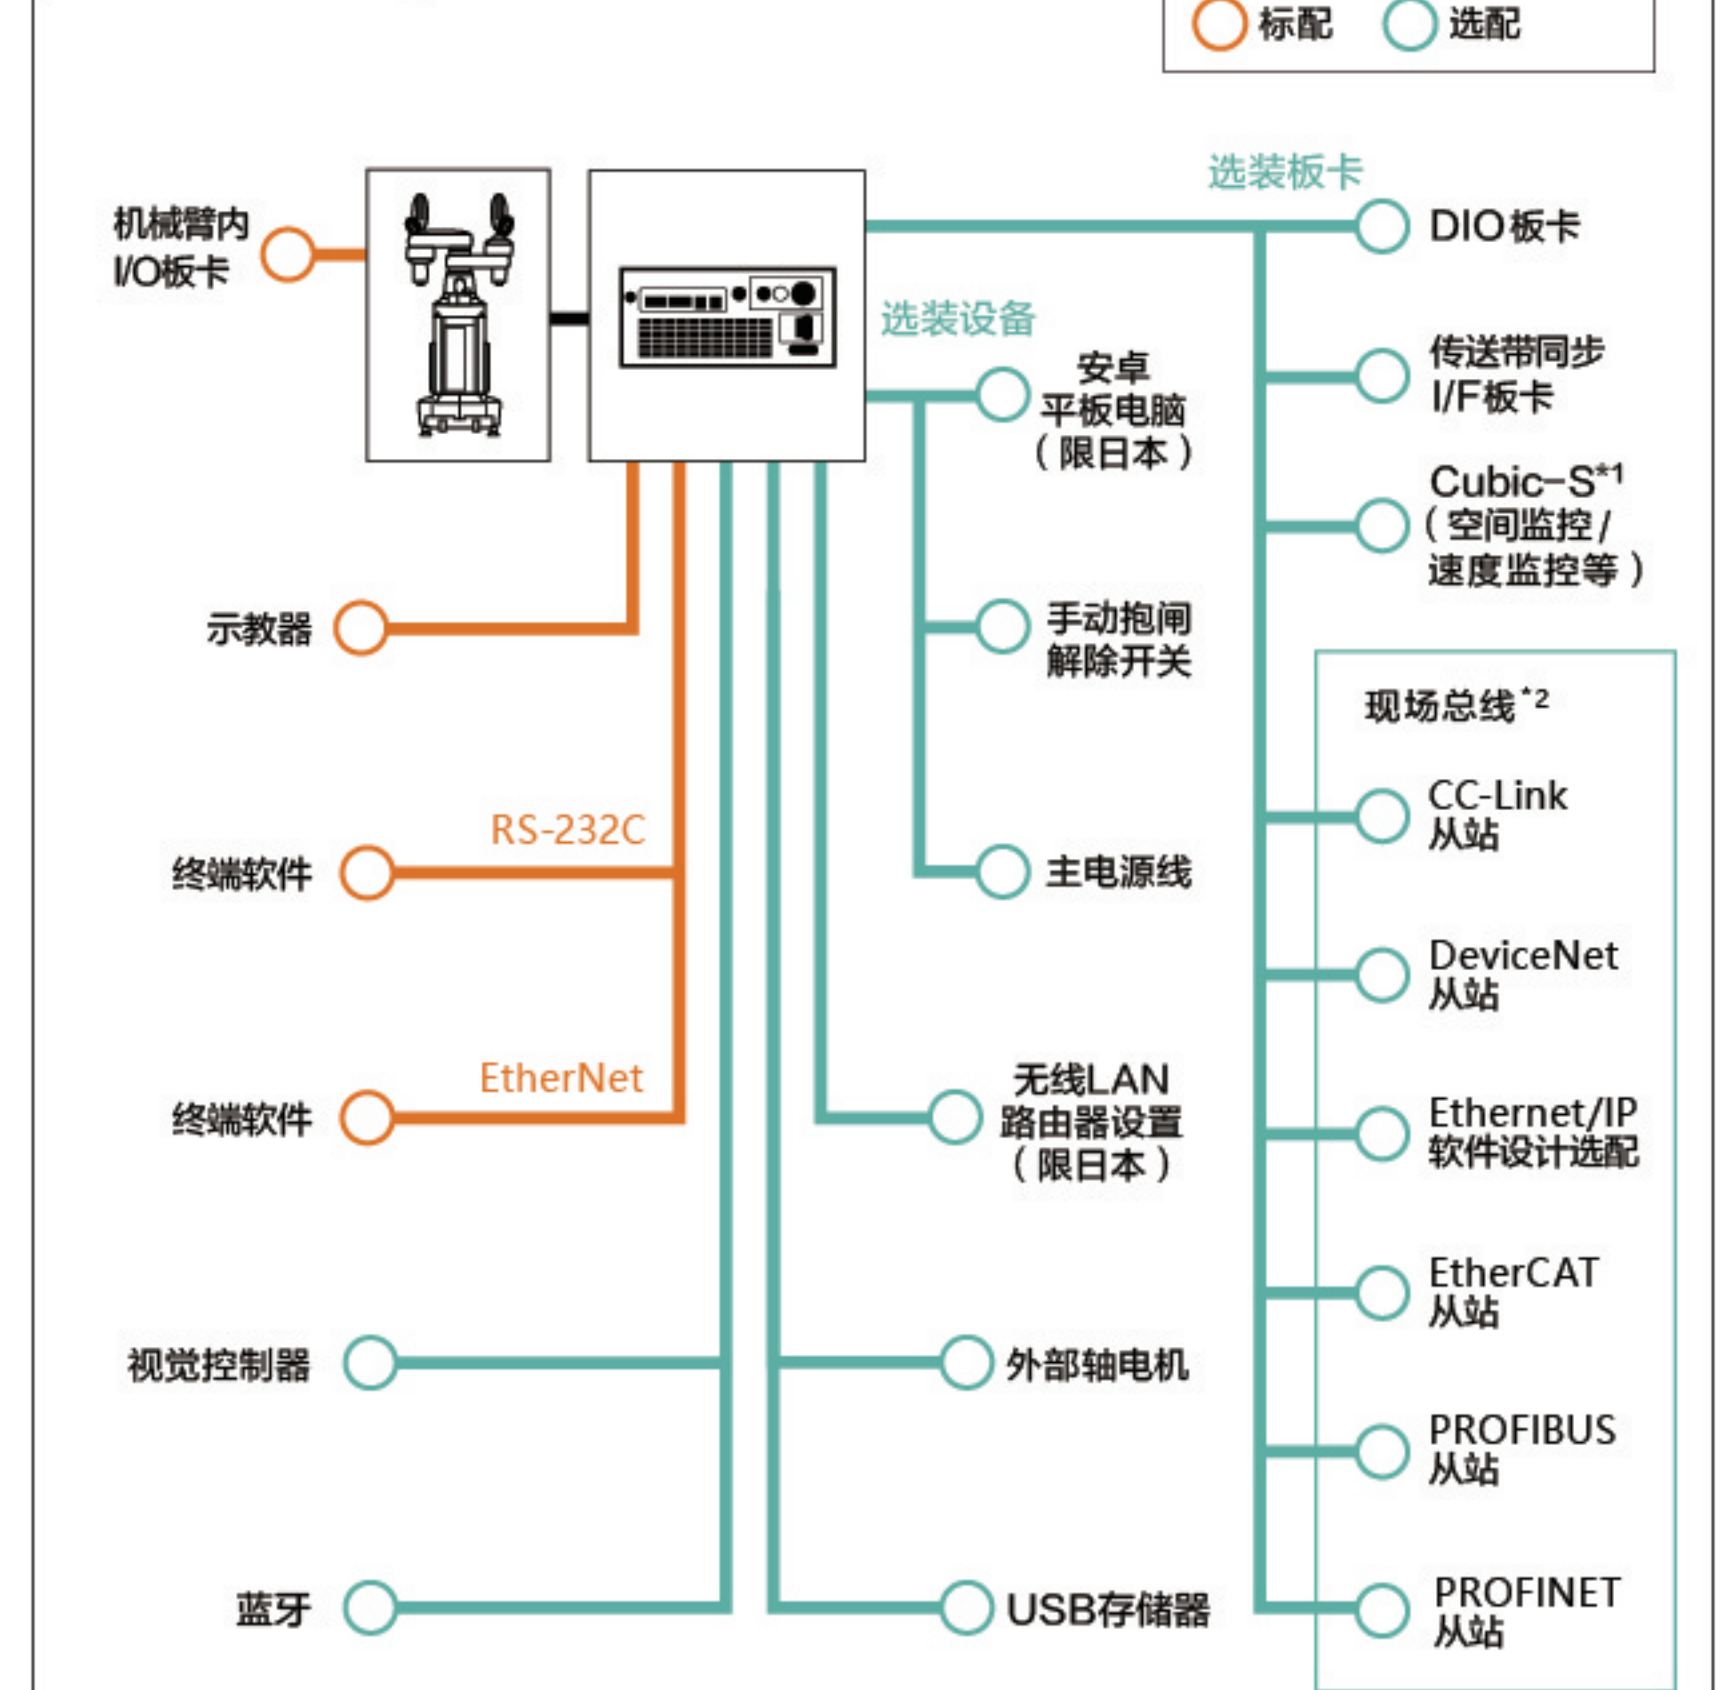 标配
选配
选装板卡
机械臂内
I/O板卡
DIO板卡
选装设备
安卓
平板电脑
（限日本）
传送带同步
I/F板卡
Cubic-S*1
（空间监控/
速度监控等）
示教器
手动抱闸
解除开关
现场总线*2
RS-232C
终端软件
主电源线
CC-Link
从站
DeviceNet
从站
EtherNet
终端软件
无线LAN
路由器设置
（限日本）
Ethernet/IP
软件设计选配
EtherCAT
从站
视觉控制器
外部轴电机
PROFIBUS
从站
蓝牙
USB存储器
PROFINET
从站